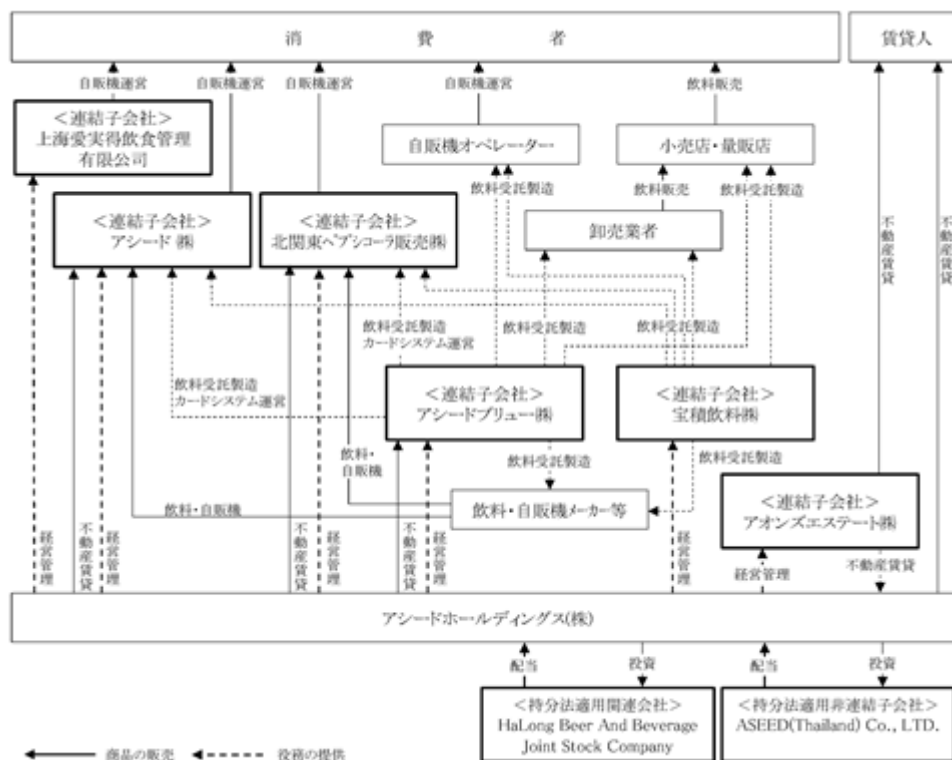 消費者
賃貸人
自販機運営
自販機運営
自販機運営
自販機運営
飲料販売
<連結子会社>
上海愛実得飲食管理
有限公司
自販機オペレーター
小売店・量販店
飲料受託製造
飲料販売
飲料受託製造
<連結子会社>
アシード㈱
<連結子会社>
北関東ペプシコーラ販売㈱
卸売業者
不動産賃貸
不動産賃貸
飲料受託製造
カードシステム運営
飲料受託製造
飲料受託製造
飲料受託製造
カードシステム運営
<連結子会社>
アシードブリュー㈱
<連結子会社>
宝積飲料㈱
飲料・
自販機
飲料受託製造
飲料受託製造
飲料・自販機
飲料・自販機メーカー等
<連結子会社>
アオンズエステート㈱
経営管理
不動産賃貸
経営管理
不動産賃貸
経営管理
不動産賃貸
経営管理
経営管理
経営管理
不動産賃貸
アシードホールディングス(株)
配当
投資
配当
投資
<持分法適用関連会社>
HaLong Beer And Beverage
Joint Stock Company
<持分法適用非連結子会社>
ASEED(Thailand) Co., LTD.
商品の販売
役務の提供